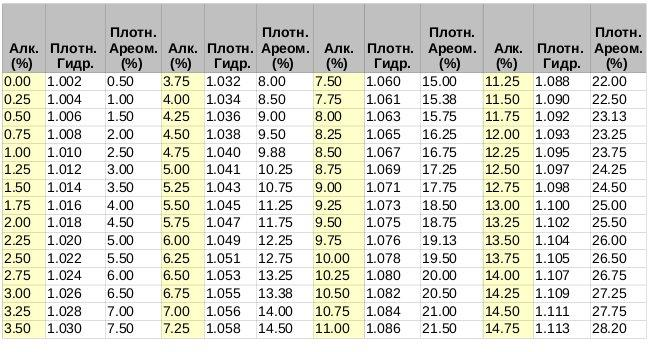 Алк. (%) Плотн. Гидр. Плотн. Ареом. (%) Алк. (%) Плотн. Гидр. Плотн. Ареом. (%) Алк. (%) Плотн. Гидр. Плотн. Ареом. (%) Алк. (%) Плотн. Гидр. Плотн. Ареом. (%)
0.00 1.002 0.50 3.75 1.032 8.00 7.50 1.060 15.00 11.25 1.088 22.00
0.25 1.004 1.00 4.00 1.034 8.50 7.75 1.061 15.38 11.50 1.090 22.50
0.50 1.006 1.50 4.25 1.036 9.00 8.00 1.063 15.75 11.75 1.092 23.13
0.75 1.008 2.00 4.50 1.038 9.50 8.25 1.065 16.25 12.00 1.093 23.25
1.00 1.010 2.50 4.75 1.040 9.88 8.50 1.067 16.75 12.25 1.095 23.75
1.25 1.012 3.00 5.00 1.041 10.25 8.75 1.069 17.25 12.50 1.097 24.25
1.50 1.014 3.50 5.25 1.043 10.75 9.00 1.071 17.75 12.75 1.098 24.50
1.75 1.016 4.00 5.50 1.045 11.25 9.25 1.073 18.50 13.00 1.100 25.00
2.00 1.018 4.50 5.75 1.047 11.75 9.50 1.075 18.75 13.25 1.102 25.50
2.25 1.020 5.00 6.00 1.049 12.25 9.75 1.076 19.13 13.50 1.104 26.00
2.50 1.022 5.50 6.25 1.051 12.75 10.00 1.078 19.50 13.75 1.105 26.50
2.75 1.024 6.00 6.50 1.053 13.25 10.25 1.080 20.00 14.00 1.107 26.75
3.00 1.026 6.50 6.75 1.055 13.38 10.50 1.082 20.50 14.25 1.109 27.25
3.25 1.028 7.00 7.00 1.056 14.00 10.75 1.084 21.00 14.50 1.111 27.75
3.50 1.030 7.50 7.25 1.058 14.50 11.00 1.086 21.50 14.75 1.113 28.20